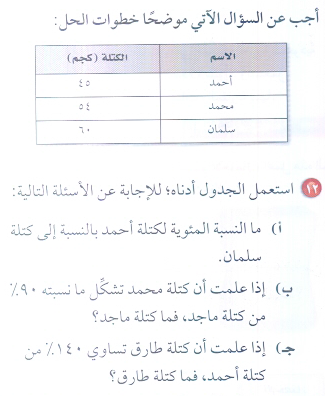 أجب عن السؤال الآتي موضحًا خطوات الحل:
الاسم الكتلة (كجم)
أحمد ٤٥
محمد ٥٤
سلمان ٦٠
٤٢ استعمل الجدول أدناه؛ للإجابة عن الأسئلة التالية:
أ) ما النسبة المئوية لكتلة أحمد بالنسبة إلى كتلة
سلمان.
ب) إذا علمت أن كتلة محمد تشكِّل ما نسبته ٩٠٪
من كتلة ماجد، فما كتلة ماجد؟
جـ) إذا علمت أن كتلة طارق تساوي ١٤٠٪ من
كتلة أحمد، فما كتلة طارق؟